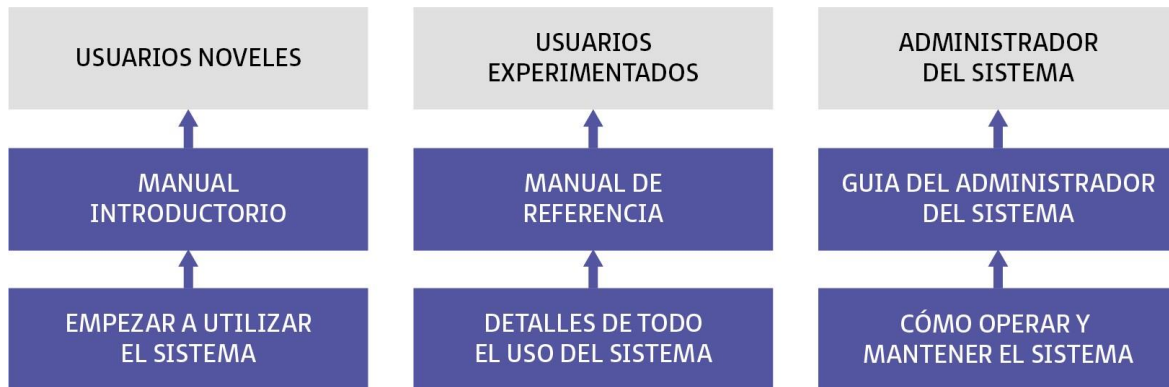 USUARIOS NOVELES
USUARIOS
EXPERIMENTADOS
ADMINISTRADOR
DEL SISTEMA
MANUAL
INTRODUCTORIO
MANUAL DE
REFERENCIA
GUIA DEL ADMINISTRADOR
DEL SISTEMA
EMPEZAR A UTILIZAR
EL SISTEMA
DETALLES DE TODO
EL USO DEL SISTEMA
CÓMO OPERAR Y
MANTENER EL SISTEMA